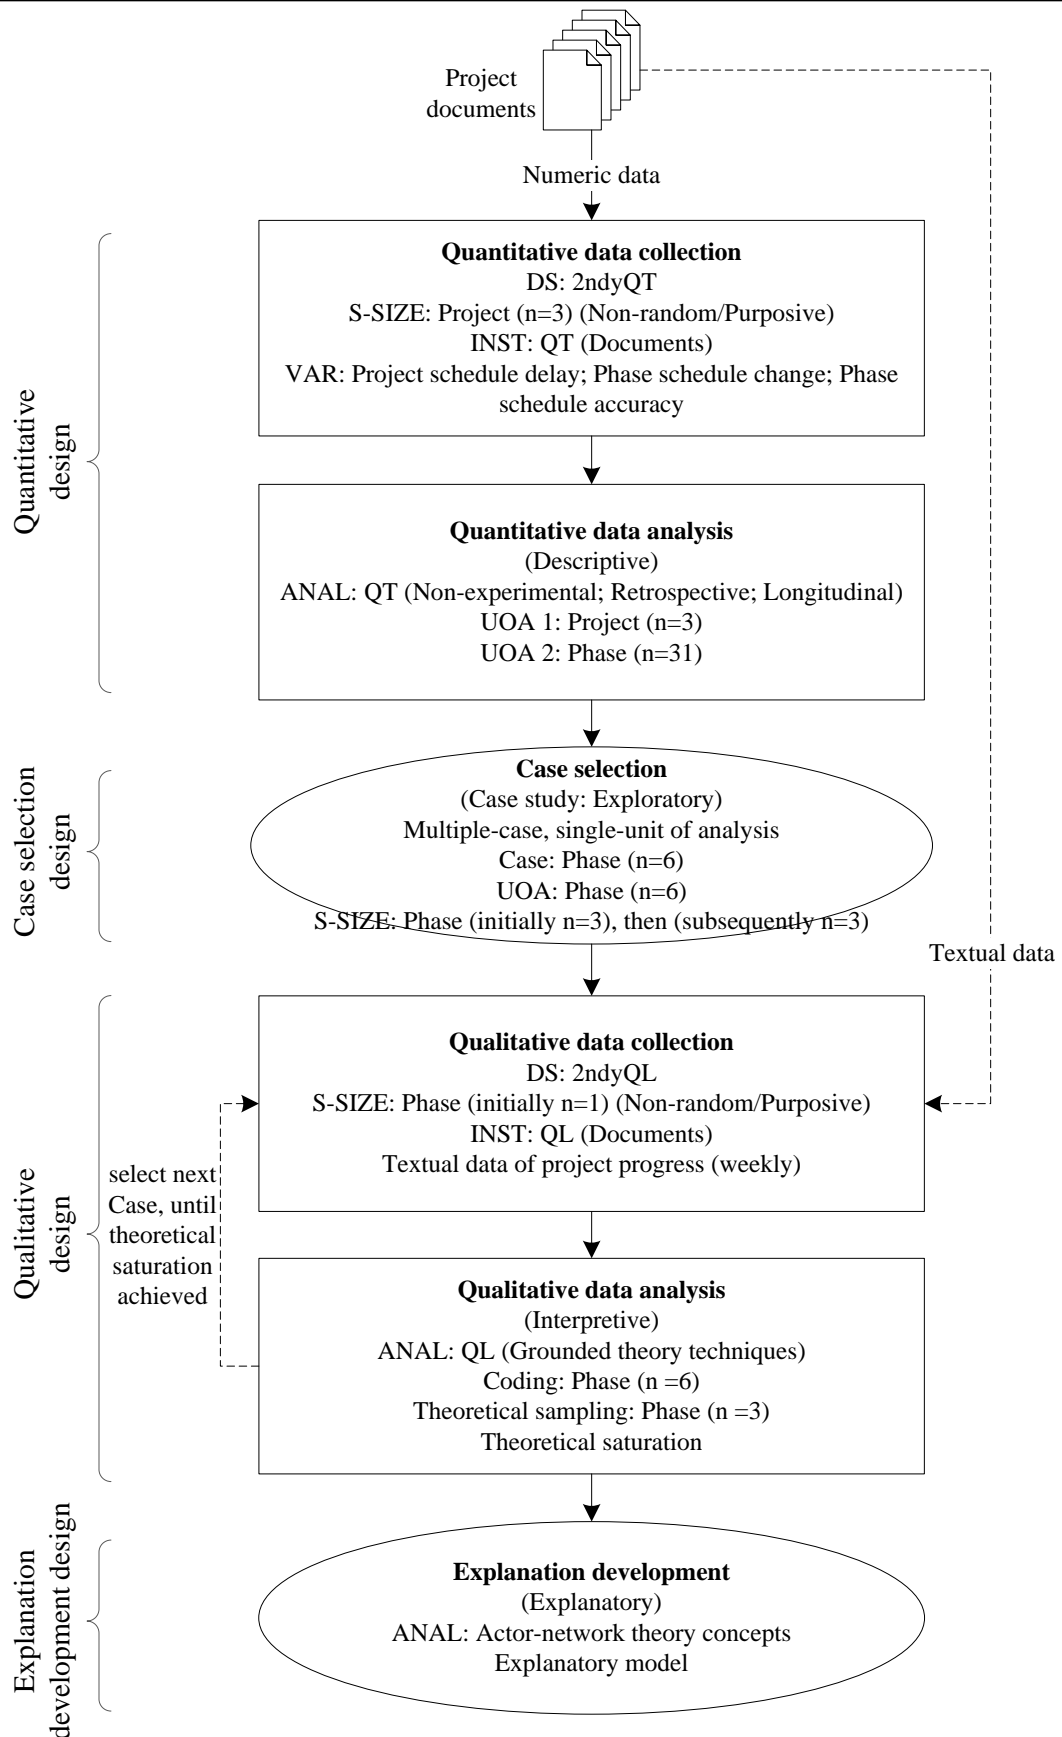 Project
documents
Numeric data
Quantitative
design
Quantitative data collection
DS: 2ndyQT
S-SIZE: Project (n=3) (Non-random/Purposive)
INST: QT (Documents)
VAR: Project schedule delay; Phase schedule change; Phase
schedule accuracy
Quantitative data analysis
(Descriptive)
ANAL: QT (Non-experimental; Retrospective; Longitudinal)
UOA 1: Project (n=3)
UOA 2: Phase (n=31)
Case selection
design
Case selection
(Case study: Exploratory)
Multiple-case, single-unit of analysis
Case: Phase (n=6)
UOA: Phase (n=6)
S-SIZE: Phase (initially n=3), then (subsequently n=3)
Textual data
Qualitative
design
Qualitative data collection
DS: 2ndyQL
S-SIZE: Phase (initially n=1) (Non-random/Purposive)
INST: QL (Documents)
Textual data of project progress (weekly)
select next
Case, until
theoretical
saturation
achieved
Qualitative data analysis
(Interpretive)
ANAL: QL (Grounded theory techniques)
Coding: Phase (n =6)
Theoretical sampling: Phase (n =3)
Theoretical saturation
Explanation
development design
Explanation development
(Explanatory)
ANAL: Actor-network theory concepts
Explanatory model